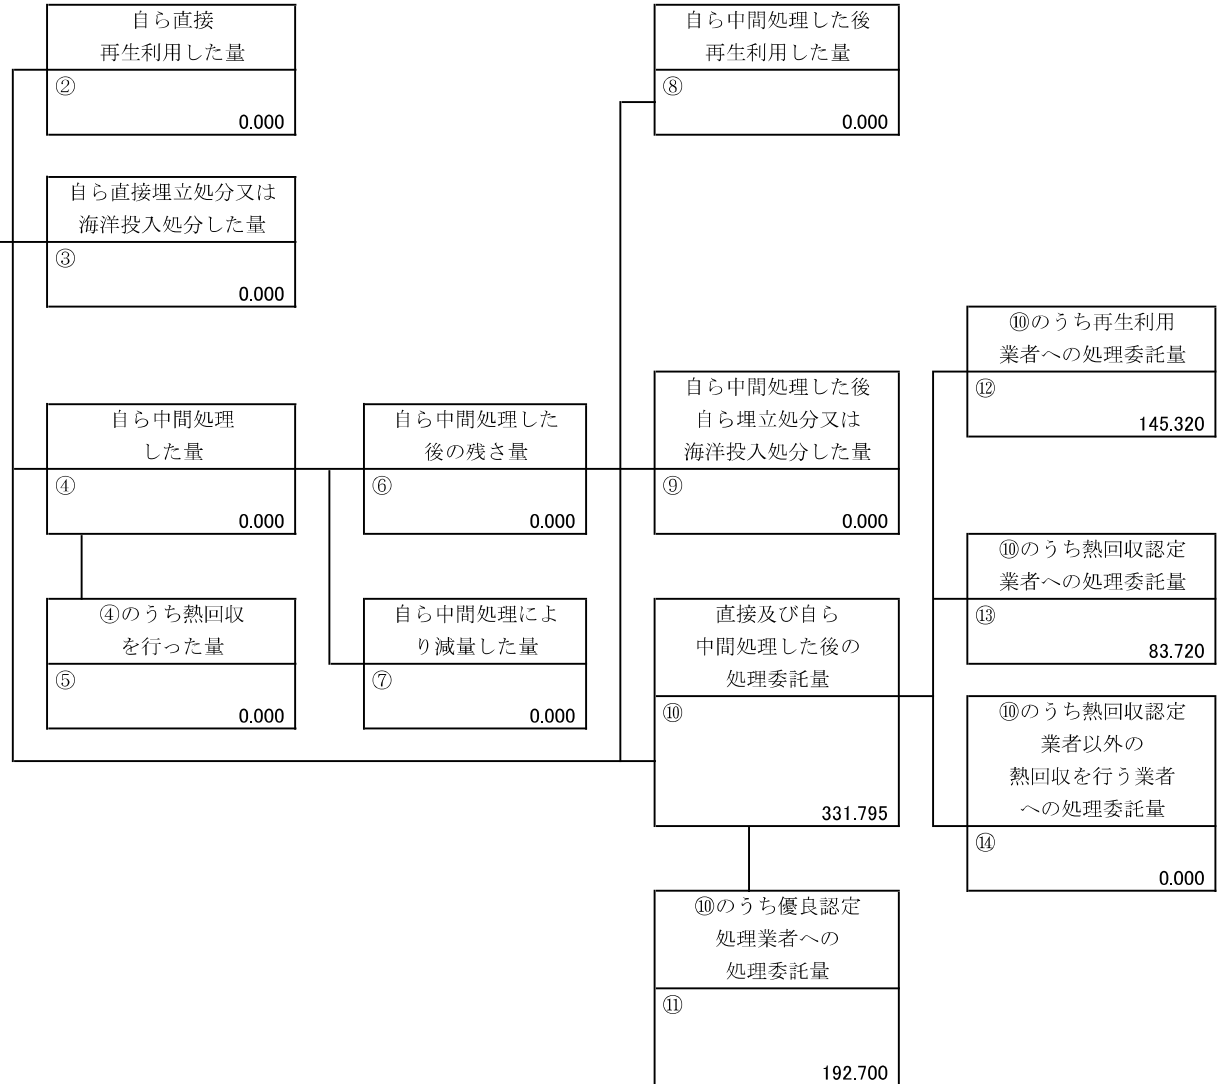 自ら直接
再生利用した量
②
0.000
自ら中間処理した後
再生利用した量
⑧
0.000
自ら直接埋立処分又は
海洋投入処分した量
③
0.000
⑩のうち再生利用
業者への処理委託量
⑫
145.320
自ら中間処理
した量
④
0.000
自ら中間処理した
後の残さ量
⑥
0.000
自ら中間処理した後
自ら埋立処分又は
海洋投入処分した量
⑨
0.000
⑩のうち熱回収認定
業者への処理委託量
⑬
83.720
④のうち熱回収
を行った量
⑤
0.000
自ら中間処理によ
り減量した量
⑦
0.000
直接及び自ら
中間処理した後の
処理委託量
⑩
331.795
⑩のうち熱回収認定
業者以外の
熱回収を行う業者
への処理委託量
⑭
0.000
⑩のうち優良認定
処理業者への
処理委託量
⑪
192.700